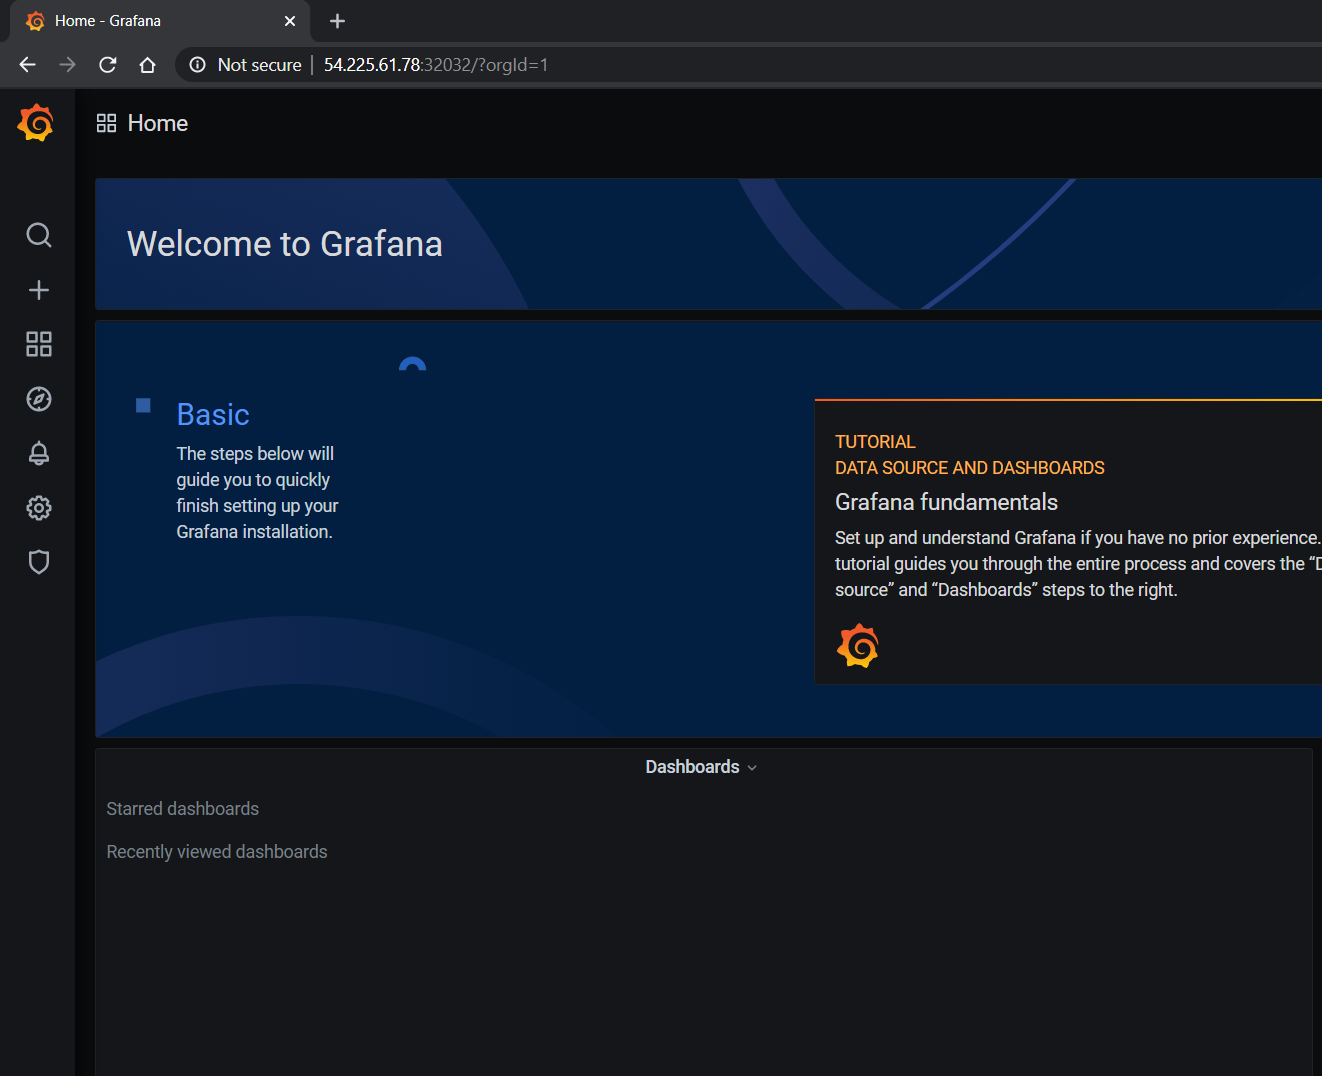 Home - Grafana
Not secure
54.225.61.78:32032/?orgId=1
Home
Welcome to Grafana
Basic
The steps below will
guide you to quickly
finish setting up your
Grafana installation.
TUTORIAL
DATA SOURCE AND DASHBOARDS
Grafana fundamentals
Set up and understand Grafana if you have no prior experience.
tutorial guides you through the entire process and covers the “D
source” and “Dashboards” steps to the right.
Dashboards
Starred dashboards
Recently viewed dashboards